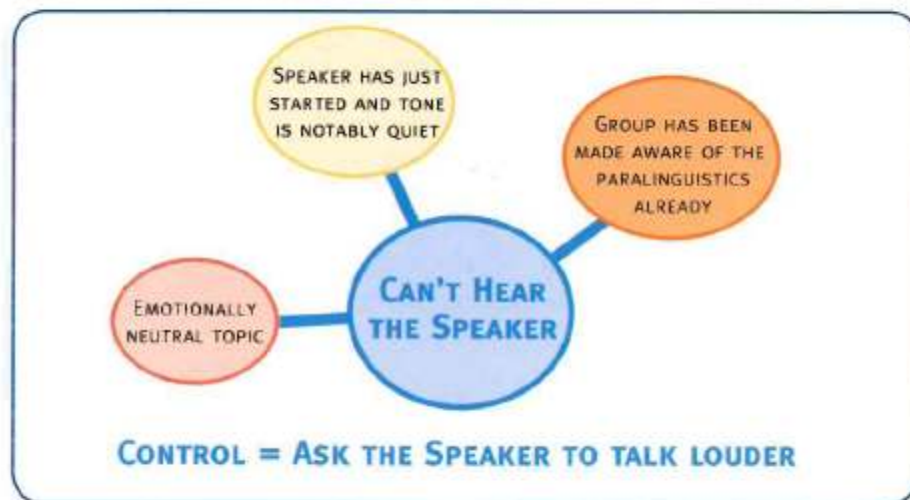 SPEAKER HAS JUST
STARTED AND TONE
IS NOTABLY QUIET
GROUP HAS BEEN
MADE AWARE OF THE
PARALINGUISTICS
ALREADY
EMOTIONALLY
NEUTRAL TOPIC
CAN'T HEAR
THE SPEAKER
CONTROL = ASK THE SPEAKER TO TALK LOUDER